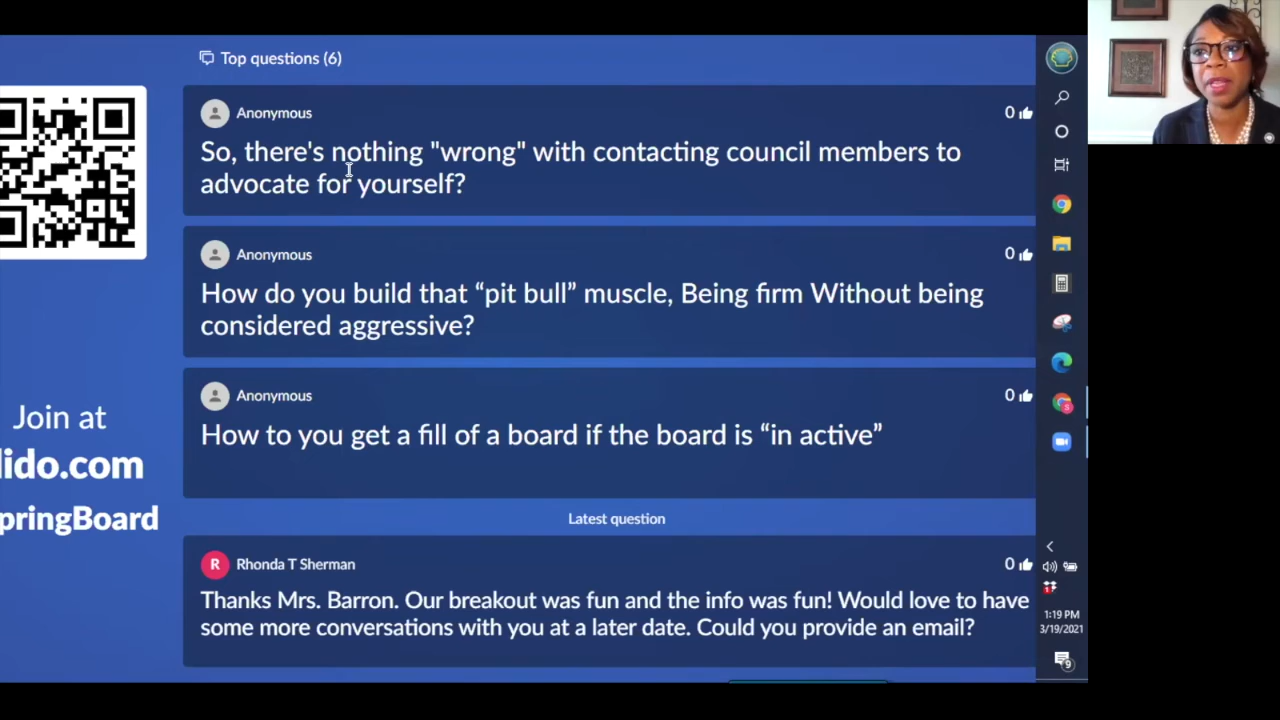 Top questions (6)
Anonymous
0
So, there's nothing "wrong" with contacting council members to
advocate for yourself?
Anonymous
0
How do you build that “pit bull” muscle, Being firm Without being
considered aggressive?
Anonymous
0
How to you get a fill of a board if the board is “in active”
Join at
lido.com
pringBoard
Latest question
R
Rhonda T Sherman
0
Thanks Mrs. Barron. Our breakout was fun and the info was fun! Would love to have
some more conversations with you at a later date. Could you provide an email?
1:19 PM
3/19/2021
9